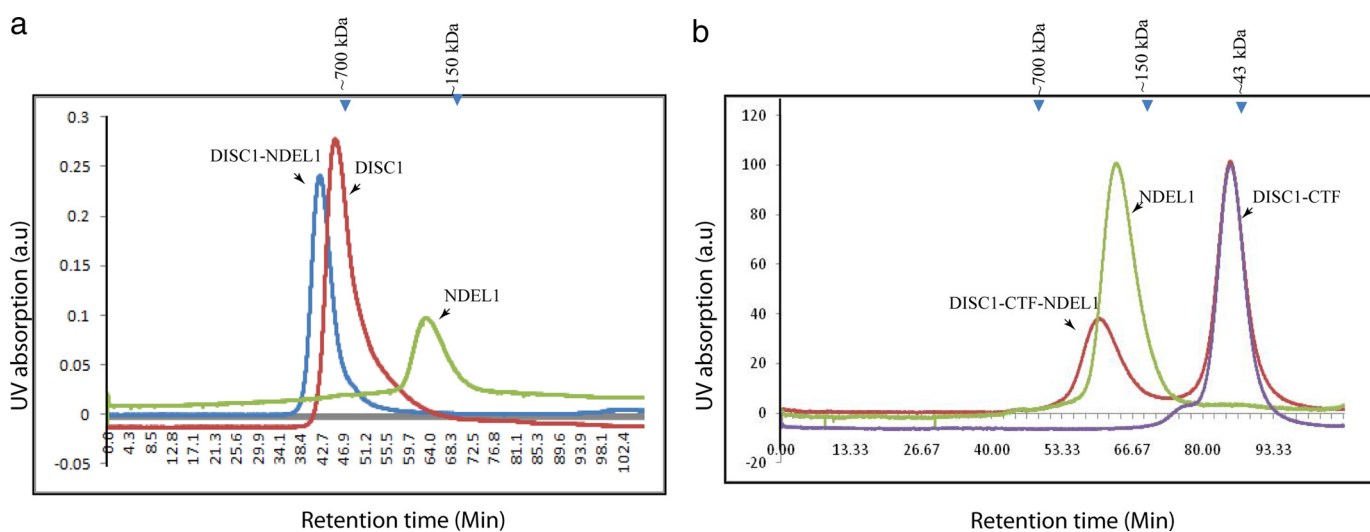 a
~700 kDa
~150 kDa
0.3
0.25
0.2
0.15
0.1
0.05
0
-0.05
UV absorption (a.u)
DISC1-NDEL1
DISC1
NDEL1
0.0 4.3 8.5 12.8 17.1 21.3 25.6 29.9 34.1 38.4 42.7 46.9 51.2 55.5 59.7 64.0 68.3 72.5 76.8 81.1 85.3 89.6 93.9 98.1 102.4
Retention time (Min)
b
~700 kDa
~150 kDa
~43 kDa
120
100
80
60
40
20
0
-20
UV absorption (a.u)
NDEL1
DISC1-CTF
DISC1-CTF-NDEL1
0.00 13.33 26.67 40.00 53.33 66.67 80.00 93.33
Retention time (Min)